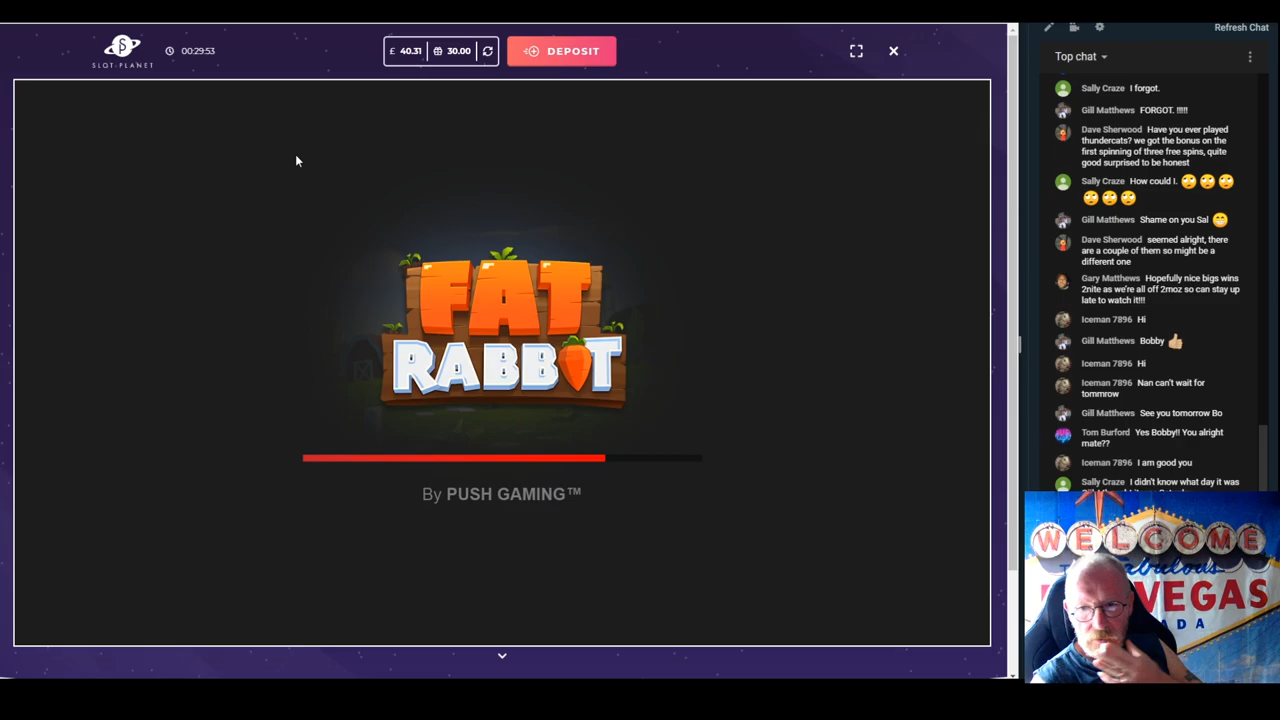 SLOT PLANET
00:29:53
£ 40.31 30.00
DEPOSIT
FAT
RABBIT
By PUSH GAMING™
Refresh Chat
Top chat
Sally Craze I forgot.
Gill Matthews FORGOT. !!!!!
Dave Sherwood Have you ever played
thundercats? we got the bonus on the
first spinning of three free spins, quite
good surprised to be honest
Sally Craze How could I. 🙄🙄🙄
🙄🙄🙄
Gill Matthews Shame on you Sal 😁
Dave Sherwood seemed alright, there
are a couple of them so might be a
different one
Gary Matthews Hopefully nice bigs wins
2nite as we're all off 2moz so can stay up
late to watch it!!!
Iceman 7896 Hi
Gill Matthews Bobby 👍🏼
Iceman 7896 Hi
Iceman 7896 Nan can't wait for
tommrow
Gill Matthews See you tomorrow Bo
Tom Burford Yes Bobby!! You alright
mate??
Iceman 7896 I am good you
Sally Craze I didn't know what day it was
WELCOME
Fabulous
VEGAS
ADA